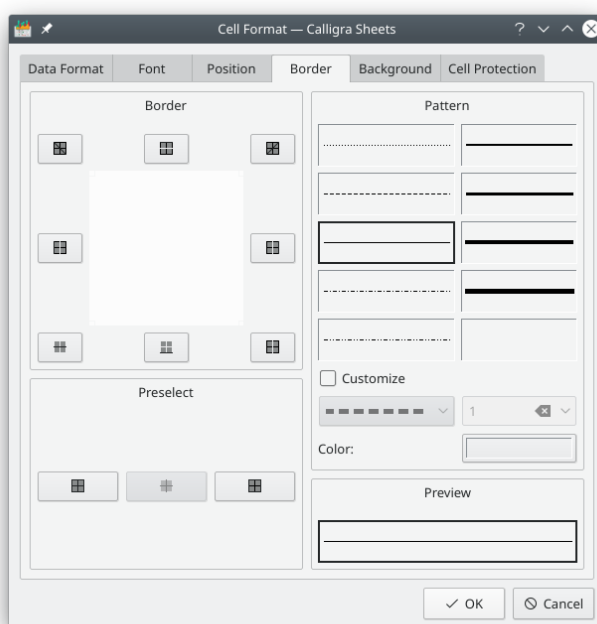 Cell Format — Calligra Sheets
Data Format
Font
Position
Border
Background
Cell Protection
Border
Pattern
Customize
1
Color:
Preselect
Preview
OK
Cancel